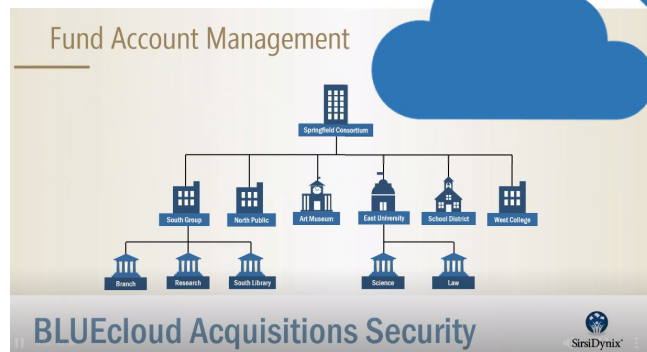 Fund Account Management
Springfield Consortium
South Group
North Public
Art Museum
East University
School District
West College
Branch
Research
South Library
Science
Law
BLUEcloud Acquisitions Security
SirsiDynix®